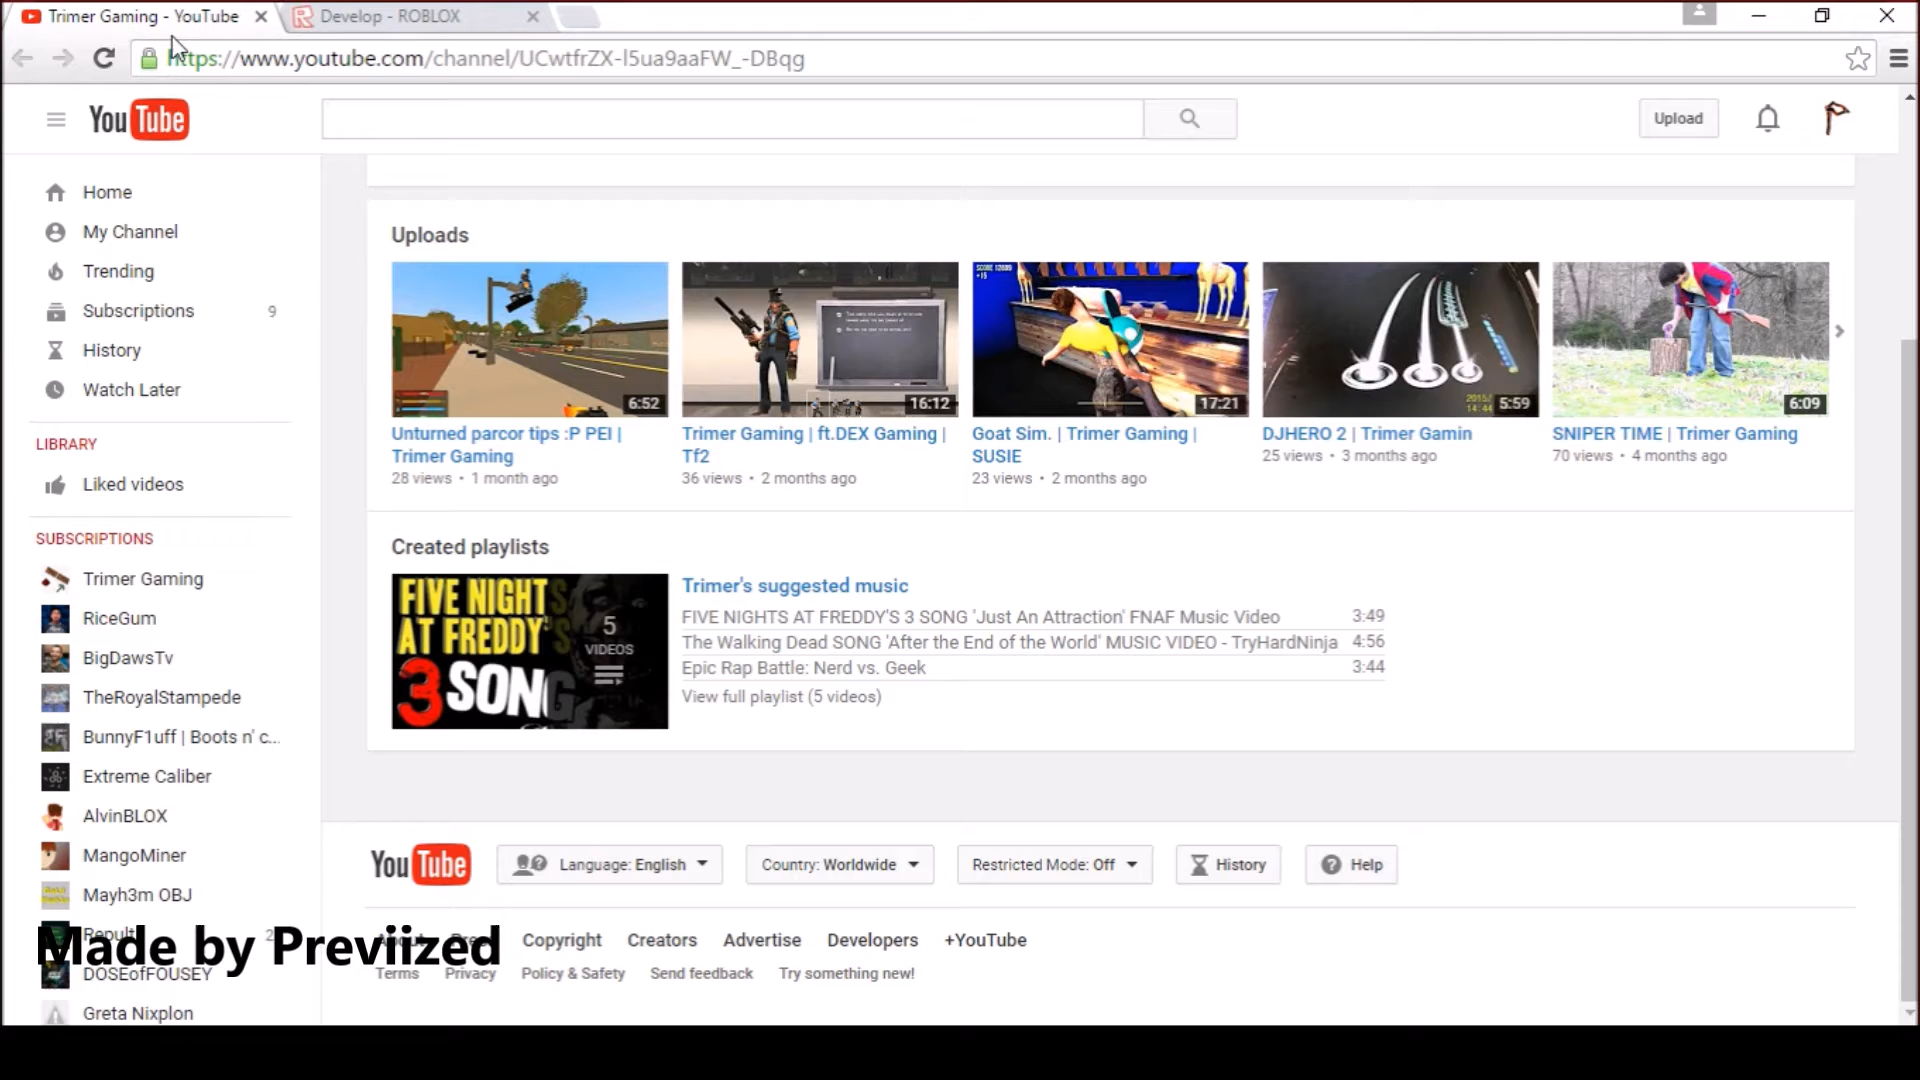 Trimer Gaming - YouTube
Develop - ROBLOX
https://www.youtube.com/channel/UCwtfrZX-l5ua9aaFW_-DBqg
YouTube
Upload
Home
My Channel
Trending
Subscriptions 9
History
Watch Later
LIBRARY
Liked videos
SUBSCRIPTIONS
Trimer Gaming
RiceGum
BigDawsTv
TheRoyalStampede
BunnyF1uff | Boots n' c...
Extreme Caliber
AlvinBLOX
MangoMiner
Mayh3m OBJ
DOSEofFOUSEY
Greta Nixplon
Made by Previized
Uploads
6:52
16:12
SCORE 12689
+15
17:21
14:44
5:59
6:09
Unturned parcor tips :P PEI |
Trimer Gaming
28 views • 1 month ago
Trimer Gaming | ft.DEX Gaming |
Tf2
36 views • 2 months ago
Goat Sim. | Trimer Gaming |
SUSIE
23 views • 2 months ago
DJHERO 2 | Trimer Gamin
25 views • 3 months ago
SNIPER TIME | Trimer Gaming
70 views • 4 months ago
Created playlists
FIVE NIGHTS
AT FREDDY'S
3 SONG
5
VIDEOS
Trimer's suggested music
FIVE NIGHTS AT FREDDY'S 3 SONG 'Just An Attraction' FNAF Music Video 3:49
The Walking Dead SONG 'After the End of the World' MUSIC VIDEO - TryHardNinja 4:56
Epic Rap Battle: Nerd vs. Geek 3:44
View full playlist (5 videos)
YouTube
Language: English
Country: Worldwide
Restricted Mode: Off
History
Help
Copyright Creators Advertise Developers +YouTube
Terms Privacy Policy & Safety Send feedback Try something new!